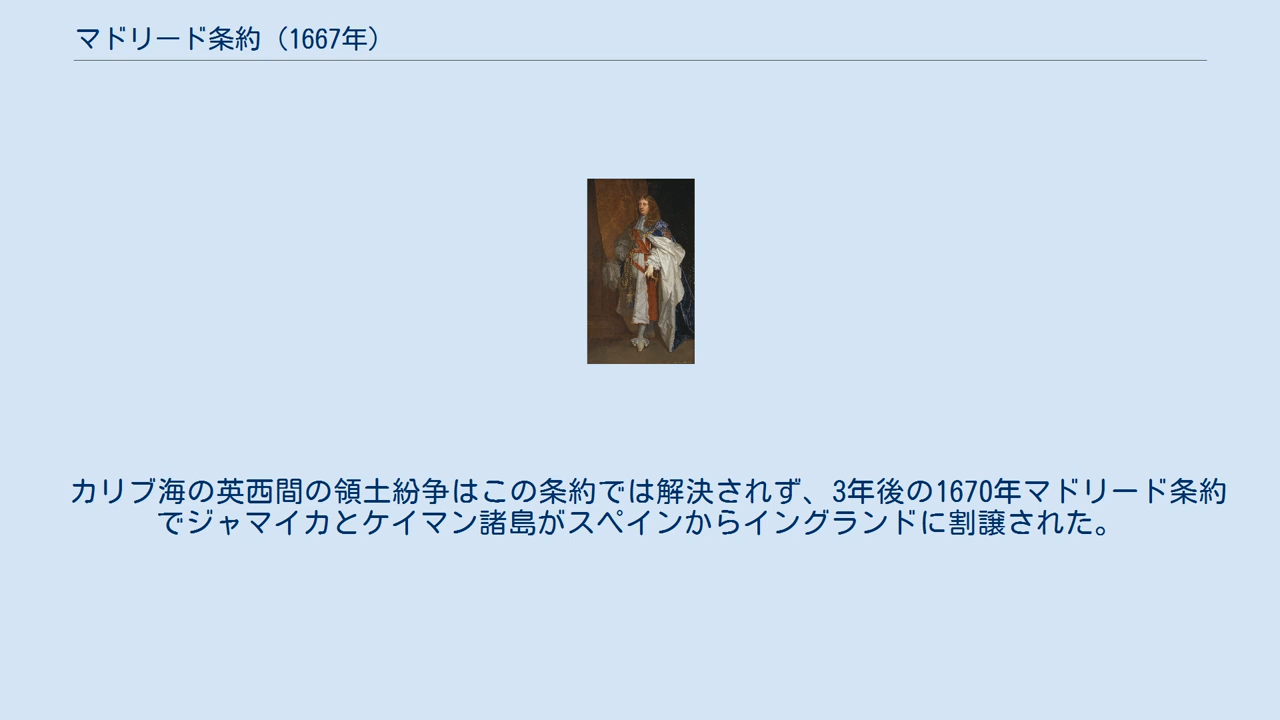 マドリード条約（1667年）
カリブ海の英西間の領土紛争はこの条約では解決されず、3年後の1670年マドリード条約
でジャマイカとケイマン諸島がスペインからイングランドに割譲された。